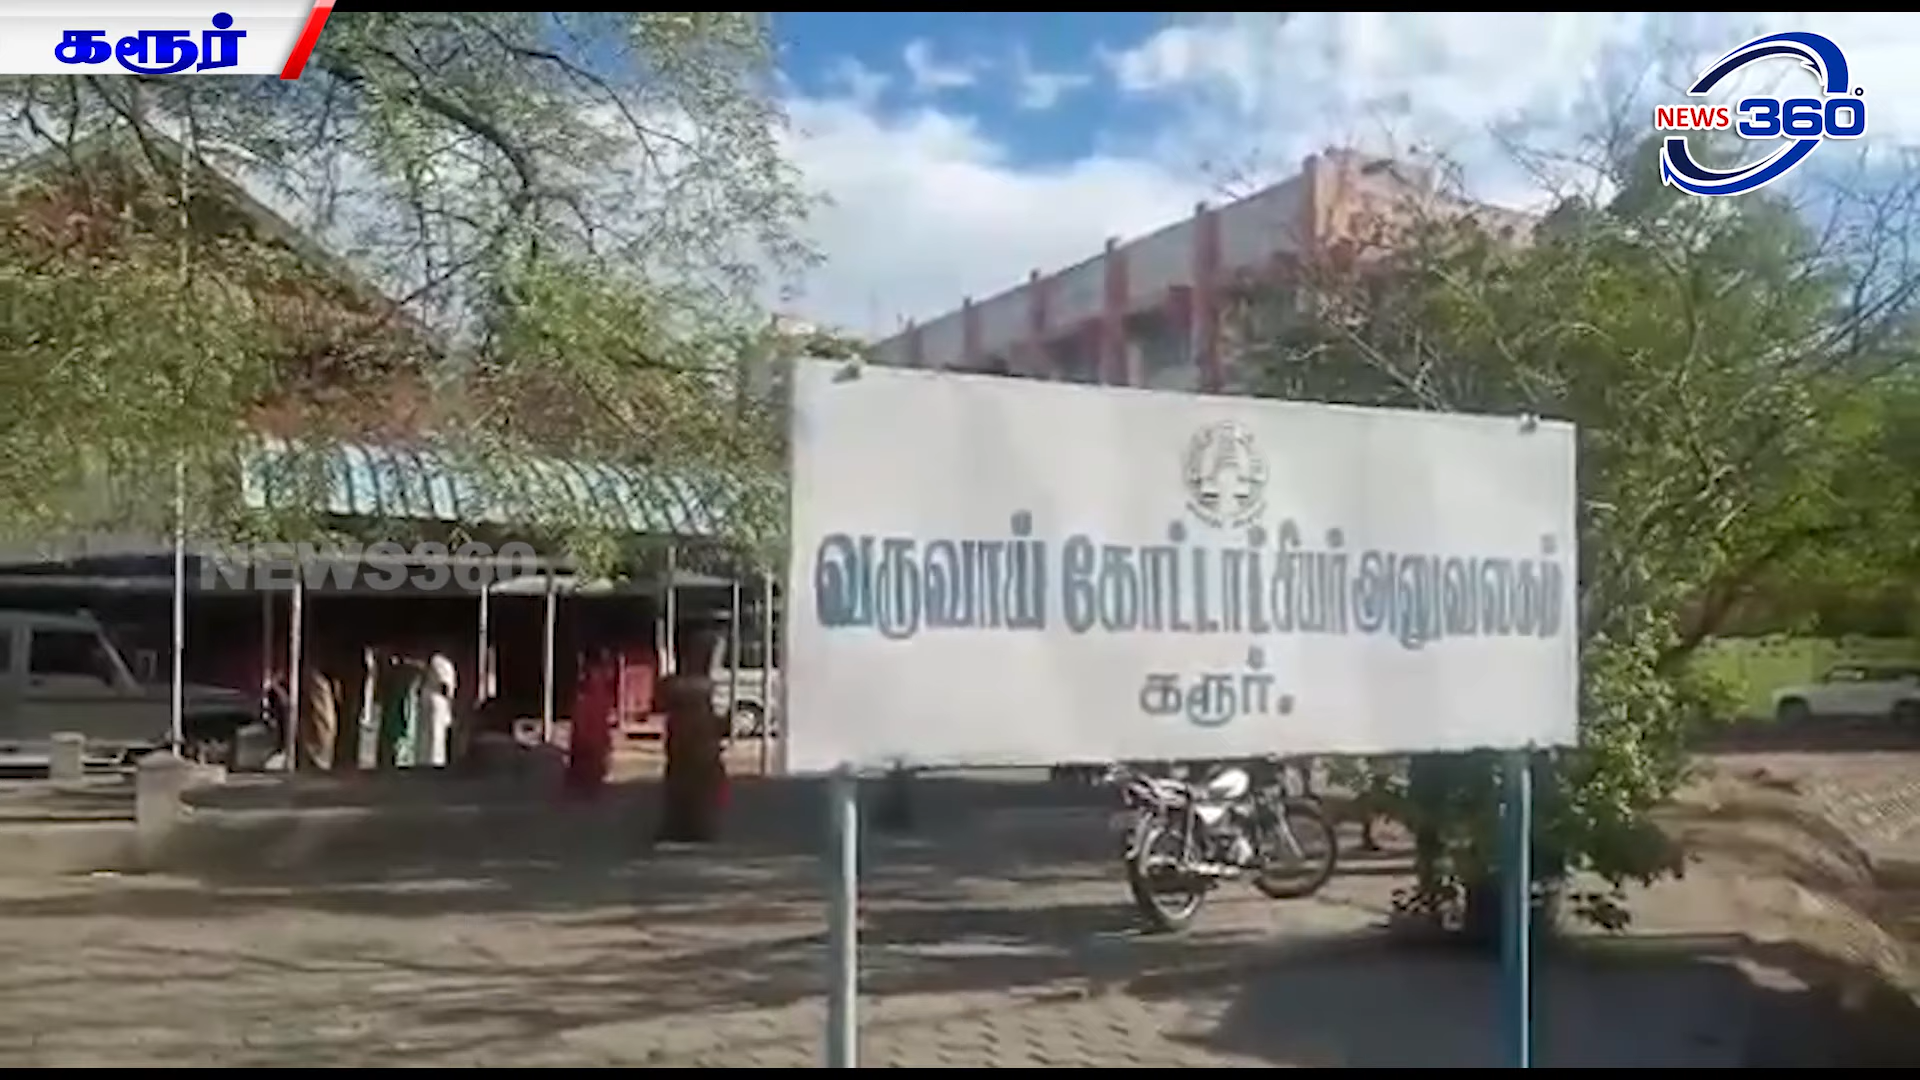 கரூர்
NEWS 360°
NEWS360
வருவாய் கோட்டாட்சியர் அலுவலகம்
கரூர்.